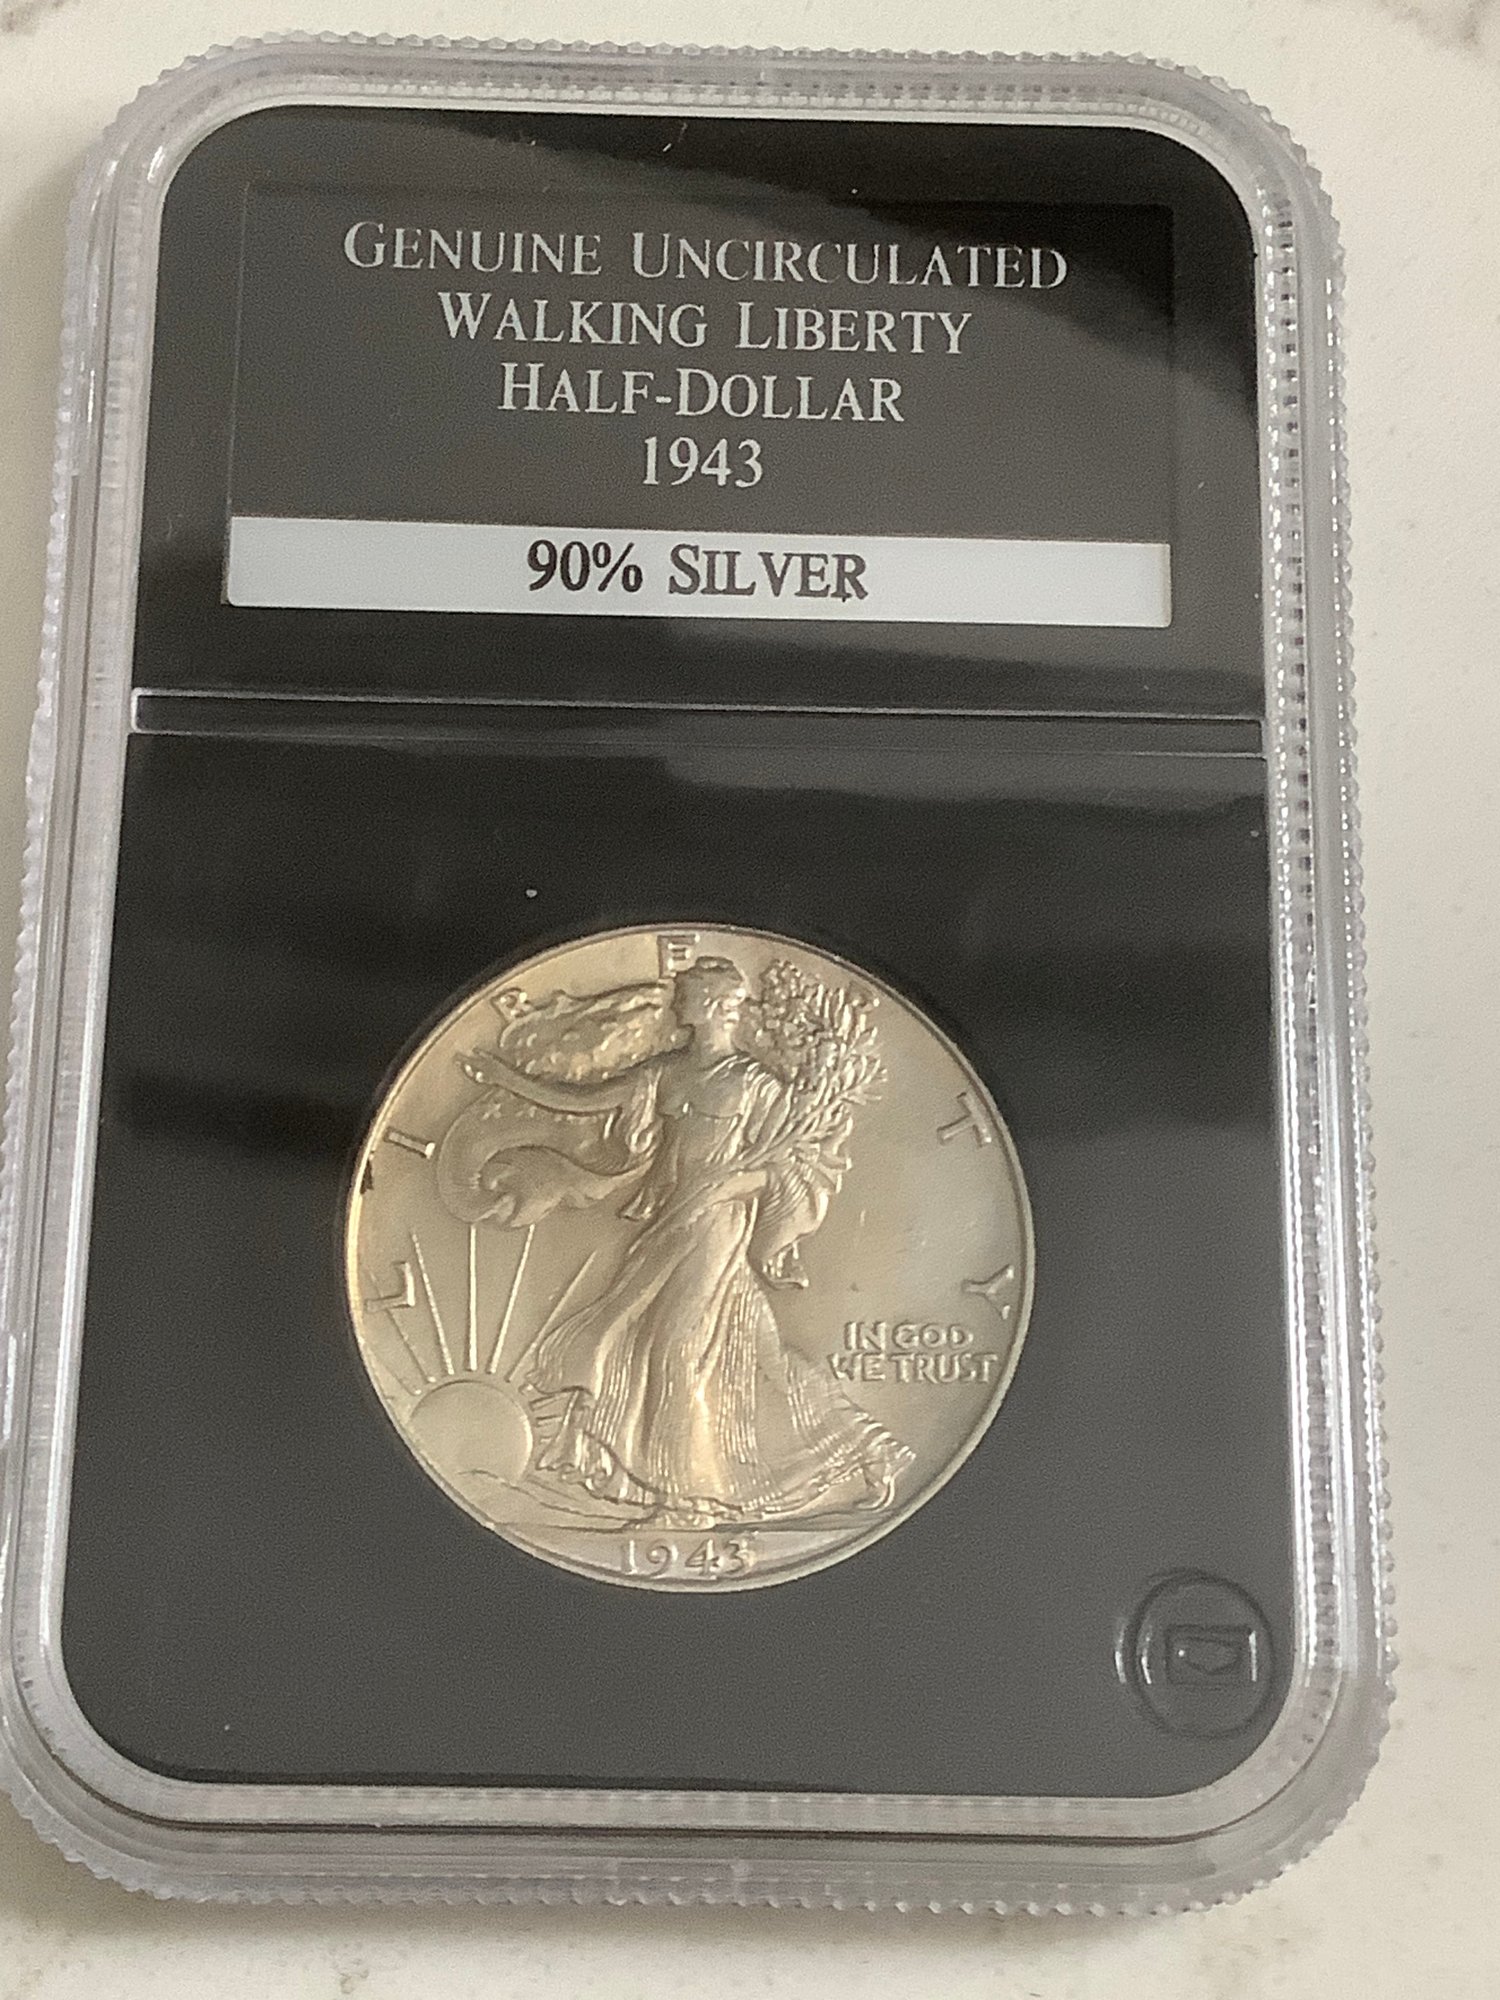 GENUINE UNCIRCULATED
WALKING LIBERTY
HALF-DOLLAR
1943
90% SILVER
LIBERTY
IN GOD
WE TRUST
1943